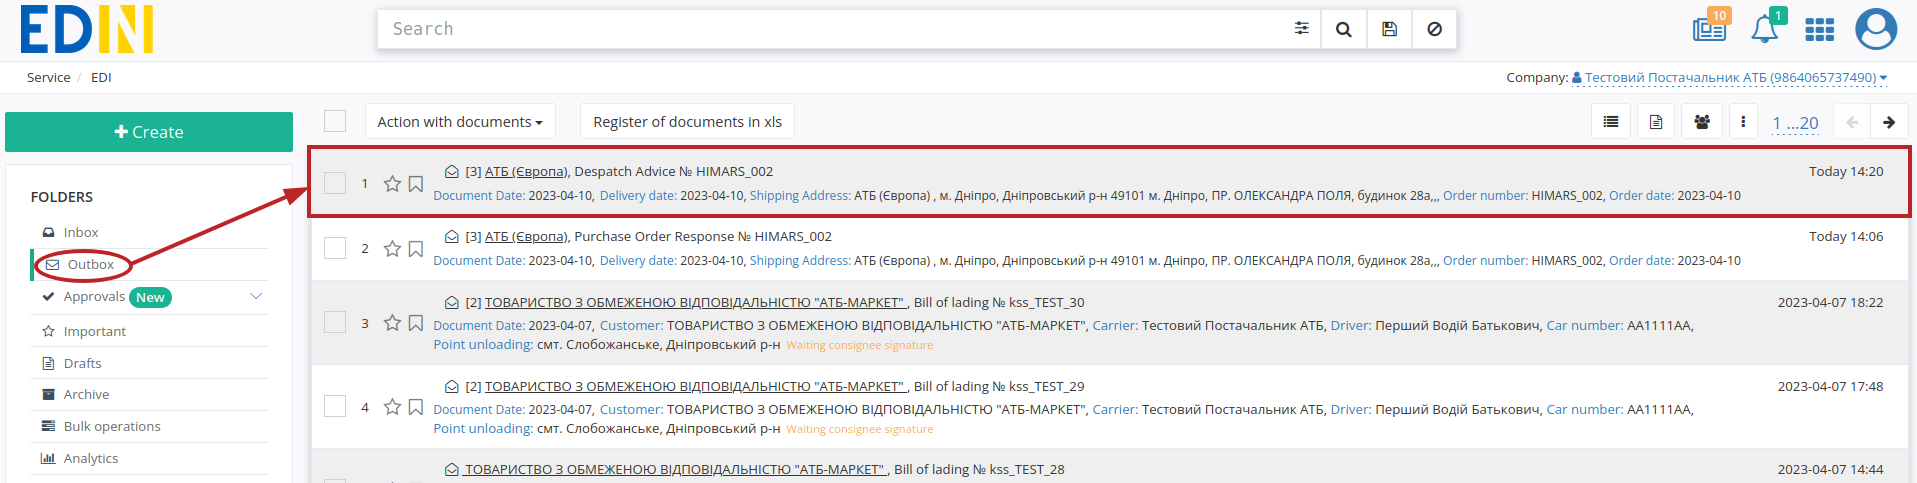 EDIN
Search
10
1
Service / EDI
Company: Тестовий Постачальник АТБ (9864065737490)
Create
Action with documents
Register of documents in xls
1 ...20
FOLDERS
Inbox
Outbox
Approvals New
Important
Drafts
Archive
Bulk operations
Analytics
1 [3] АТБ (Європа), Despatch Advice № HIMARS_002 Today 14:20
Document Date: 2023-04-10, Delivery date: 2023-04-10, Shipping Address: АТБ (Європа) , м. Дніпро, Дніпровський р-н 49101 м. Дніпро, ПР. ОЛЕКСАНДРА ПОЛЯ, будинок 28а,,, Order number: HIMARS_002, Order date: 2023-04-10
2 [3] АТБ (Європа), Purchase Order Response № HIMARS_002 Today 14:06
Document Date: 2023-04-10, Delivery date: 2023-04-10, Shipping Address: АТБ (Європа) , м. Дніпро, Дніпровський р-н 49101 м. Дніпро, ПР. ОЛЕКСАНДРА ПОЛЯ, будинок 28а,,, Order number: HIMARS_002, Order date: 2023-04-10
3 [2] ТОВАРИСТВО З ОБМЕЖЕНОЮ ВІДПОВІДАЛЬНІСТЮ "АТБ-МАРКЕТ" , Bill of lading № kss_TEST_30 2023-04-07 18:22
Document Date: 2023-04-07, Customer: ТОВАРИСТВО З ОБМЕЖЕНОЮ ВІДПОВІДАЛЬНІСТЮ "АТБ-МАРКЕТ", Carrier: Тестовий Постачальник АТБ, Driver: Перший Водій Батькович, Car number: АА1111АА,
Point unloading: смт. Слобожанське, Дніпровський р-н Waiting consignee signature
4 [2] ТОВАРИСТВО З ОБМЕЖЕНОЮ ВІДПОВІДАЛЬНІСТЮ "АТБ-МАРКЕТ" , Bill of lading № kss_TEST_29 2023-04-07 17:48
Document Date: 2023-04-07, Customer: ТОВАРИСТВО З ОБМЕЖЕНОЮ ВІДПОВІДАЛЬНІСТЮ "АТБ-МАРКЕТ", Carrier: Тестовий Постачальник АТБ, Driver: Перший Водій Батькович, Car number: АА1111АА,
Point unloading: смт. Слобожанське, Дніпровський р-н Waiting consignee signature
ТОВАРИСТВО З ОБМЕЖЕНОЮ ВІДПОВІДАЛЬНІСТЮ "АТБ-МАРКЕТ" , Bill of lading № kss_TEST_28 2023-04-07 14:44